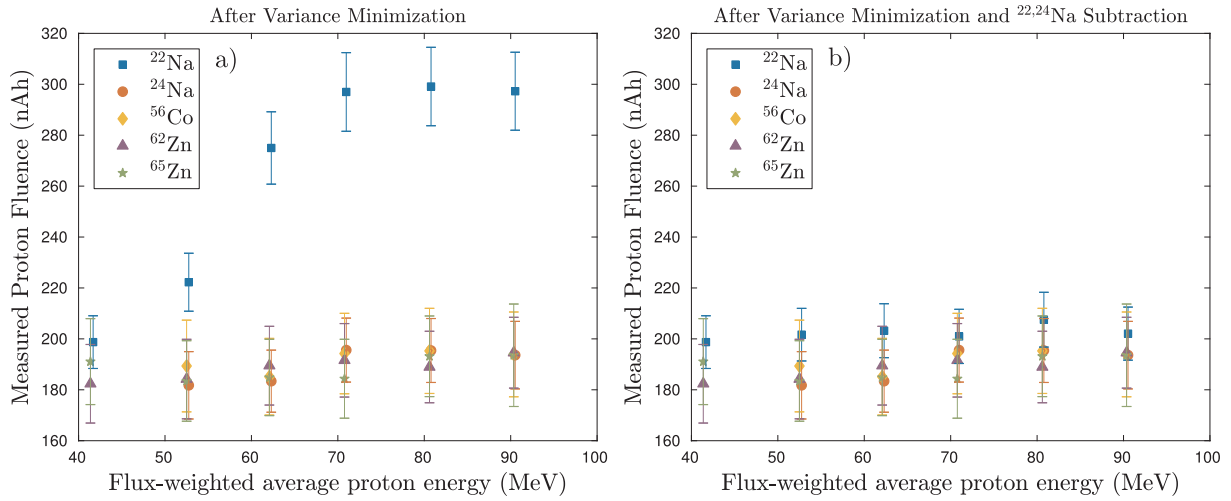 After Variance Minimization
a)
²²Na
²⁴Na
⁵⁶Co
⁶²Zn
⁶⁵Zn
Measured Proton Fluence (nAh)
320
300
280
260
240
220
200
180
160
40 50 60 70 80 90 100
Flux-weighted average proton energy (MeV)
After Variance Minimization and ²²,²⁴Na Subtraction
b)
²²Na
²⁴Na
⁵⁶Co
⁶²Zn
⁶⁵Zn
Measured Proton Fluence (nAh)
320
300
280
260
240
220
200
180
160
40 50 60 70 80 90 100
Flux-weighted average proton energy (MeV)